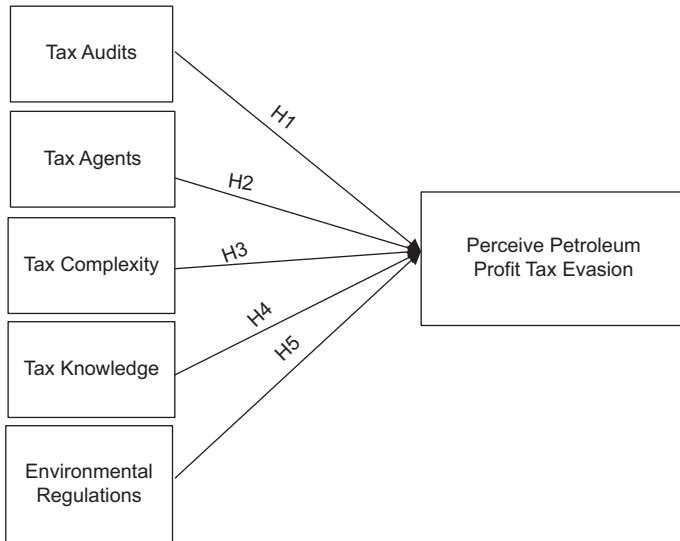 Tax Audits
H1
Tax Agents
H2
Tax Complexity
H3
Tax Knowledge
H4
Environmental
Regulations
H5
Perceive Petroleum
Profit Tax Evasion